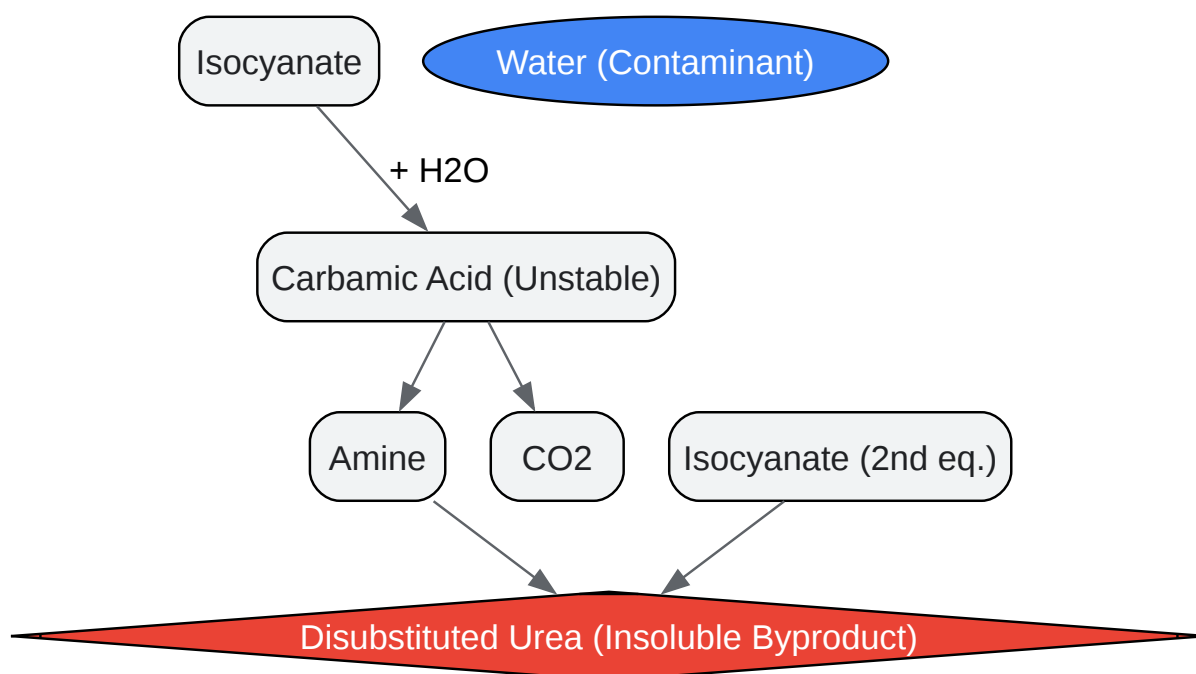 Isocyanate
Water (Contaminant)
+ H2O
Carbamic Acid (Unstable)
Amine
CO2
Isocyanate (2nd eq.)
Disubstituted Urea (Insoluble Byproduct)